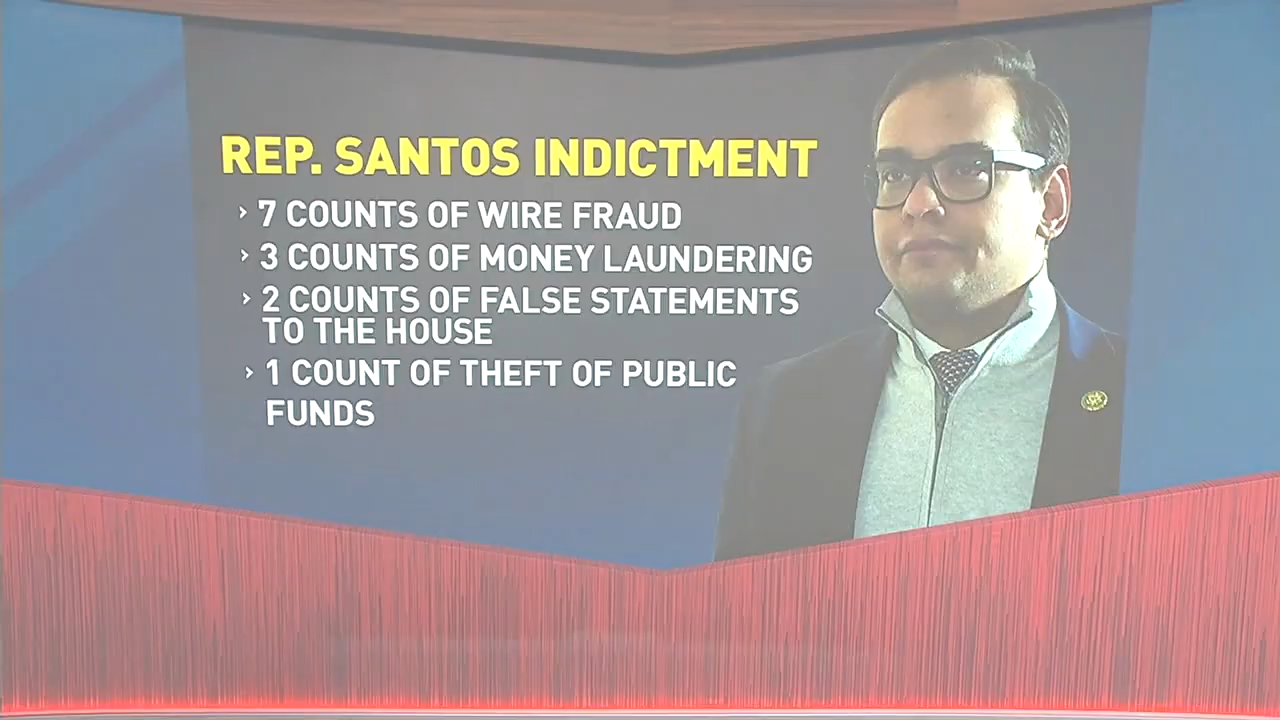 REP. SANTOS INDICTMENT
› 7 COUNTS OF WIRE FRAUD
› 3 COUNTS OF MONEY LAUNDERING
› 2 COUNTS OF FALSE STATEMENTS
TO THE HOUSE
› 1 COUNT OF THEFT OF PUBLIC
FUNDS